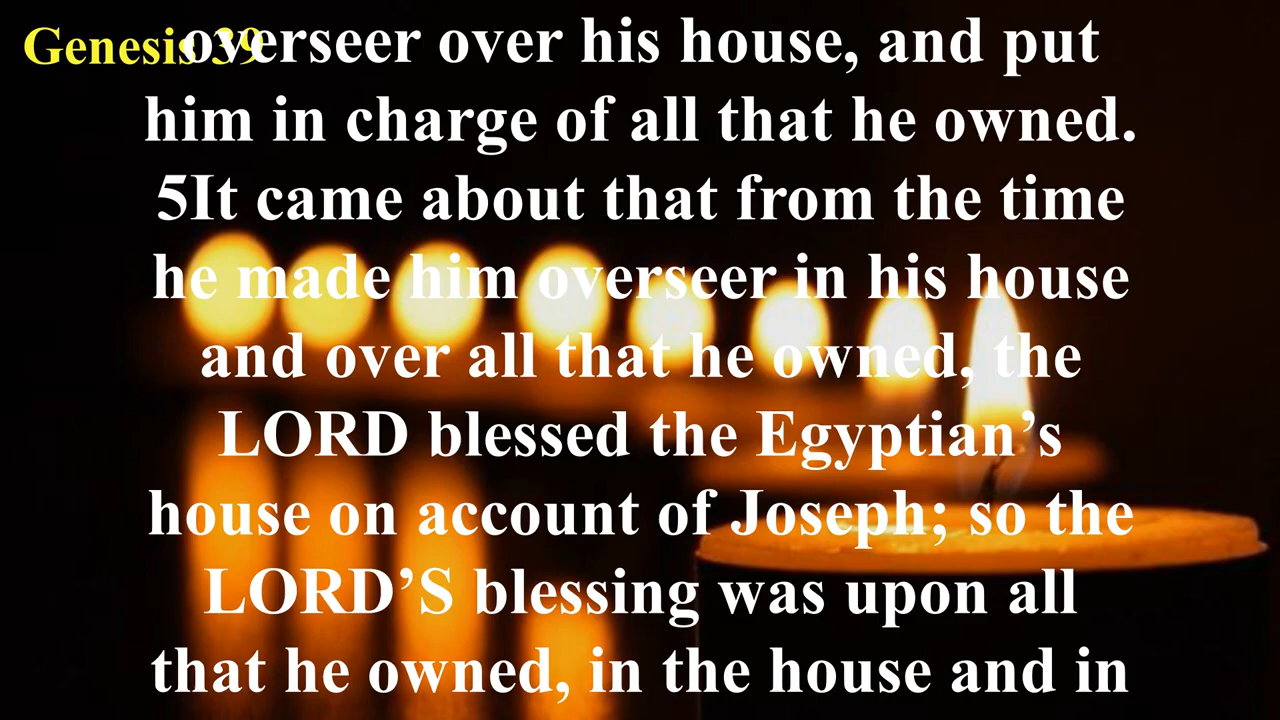 Genesis 39
overseer over his house, and put
him in charge of all that he owned.
5It came about that from the time
he made him overseer in his house
and over all that he owned, the
LORD blessed the Egyptian’s
house on account of Joseph; so the
LORD’S blessing was upon all
that he owned, in the house and in